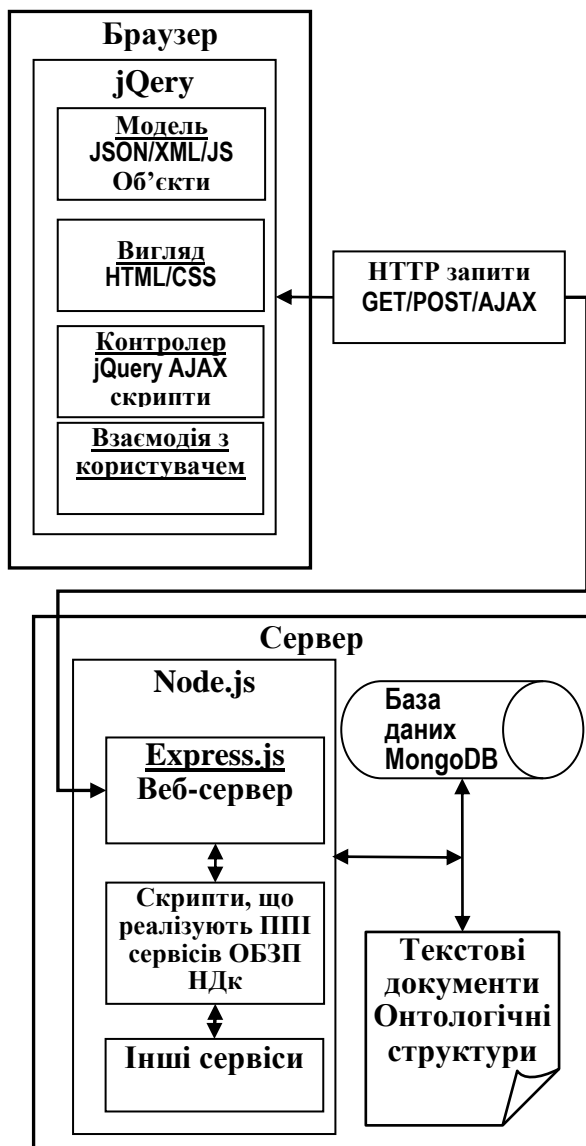 Браузер
jQery
Модель
JSON/XML/JS
Об’єкти
Вигляд
HTML/CSS
Контролер
jQuery AJAX
скрипти
Взаємодія з
користувачем
HTTP запити
GET/POST/AJAX
Сервер
Node.js
Express.js
Веб-сервер
Скрипти, що
реалізують ППІ
сервісів ОБЗП
НДк
Інші сервіси
База
даних
MongoDB
Текстові
документи
Онтологічні
структури